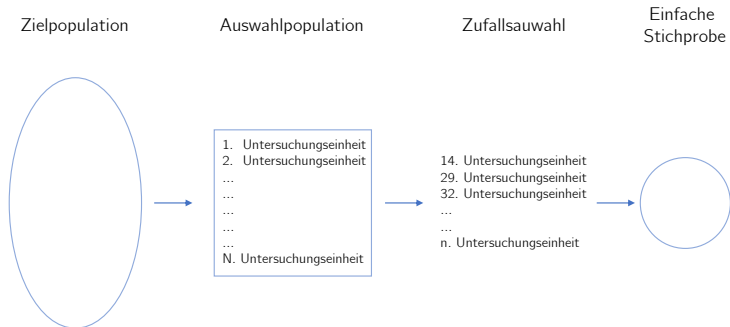 Zielpopulation
Auswahlpopulation
Zufallsauwahl
Einfache
Stichprobe
1. Untersuchungseinheit
2. Untersuchungseinheit
...
...
...
...
...
N. Untersuchungseinheit
14. Untersuchungseinheit
29. Untersuchungseinheit
32. Untersuchungseinheit
...
...
n. Untersuchungseinheit